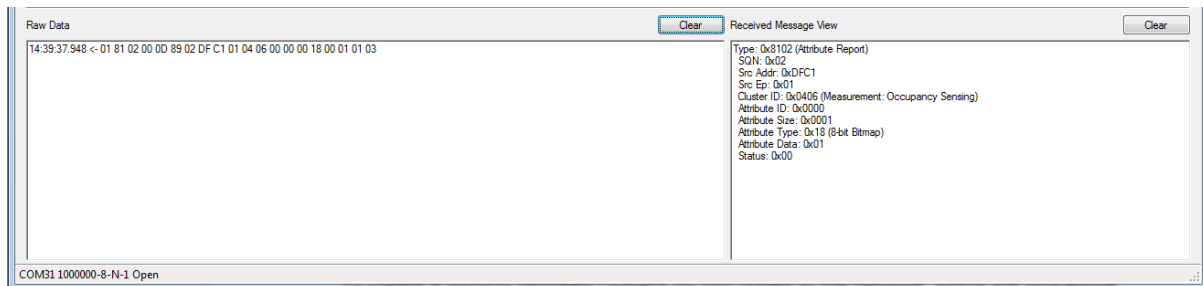 Raw Data
Clear
14:39:37.948 <- 01 81 02 00 0D 89 02 DF C1 01 04 06 00 00 00 18 00 01 01 03
Received Message View
Clear
Type: 0x8102 (Attribute Report)
SQN: 0x02
Src Addr: 0xDFC1
Src Ep: 0x01
Cluster ID: 0x0406 (Measurement: Occupancy Sensing)
Attribute ID: 0x0000
Attribute Size: 0x0001
Attribute Type: 0x18 (8-bit Bitmap)
Attribute Data: 0x01
Status: 0x00
COM31 1000000-8-N-1 Open